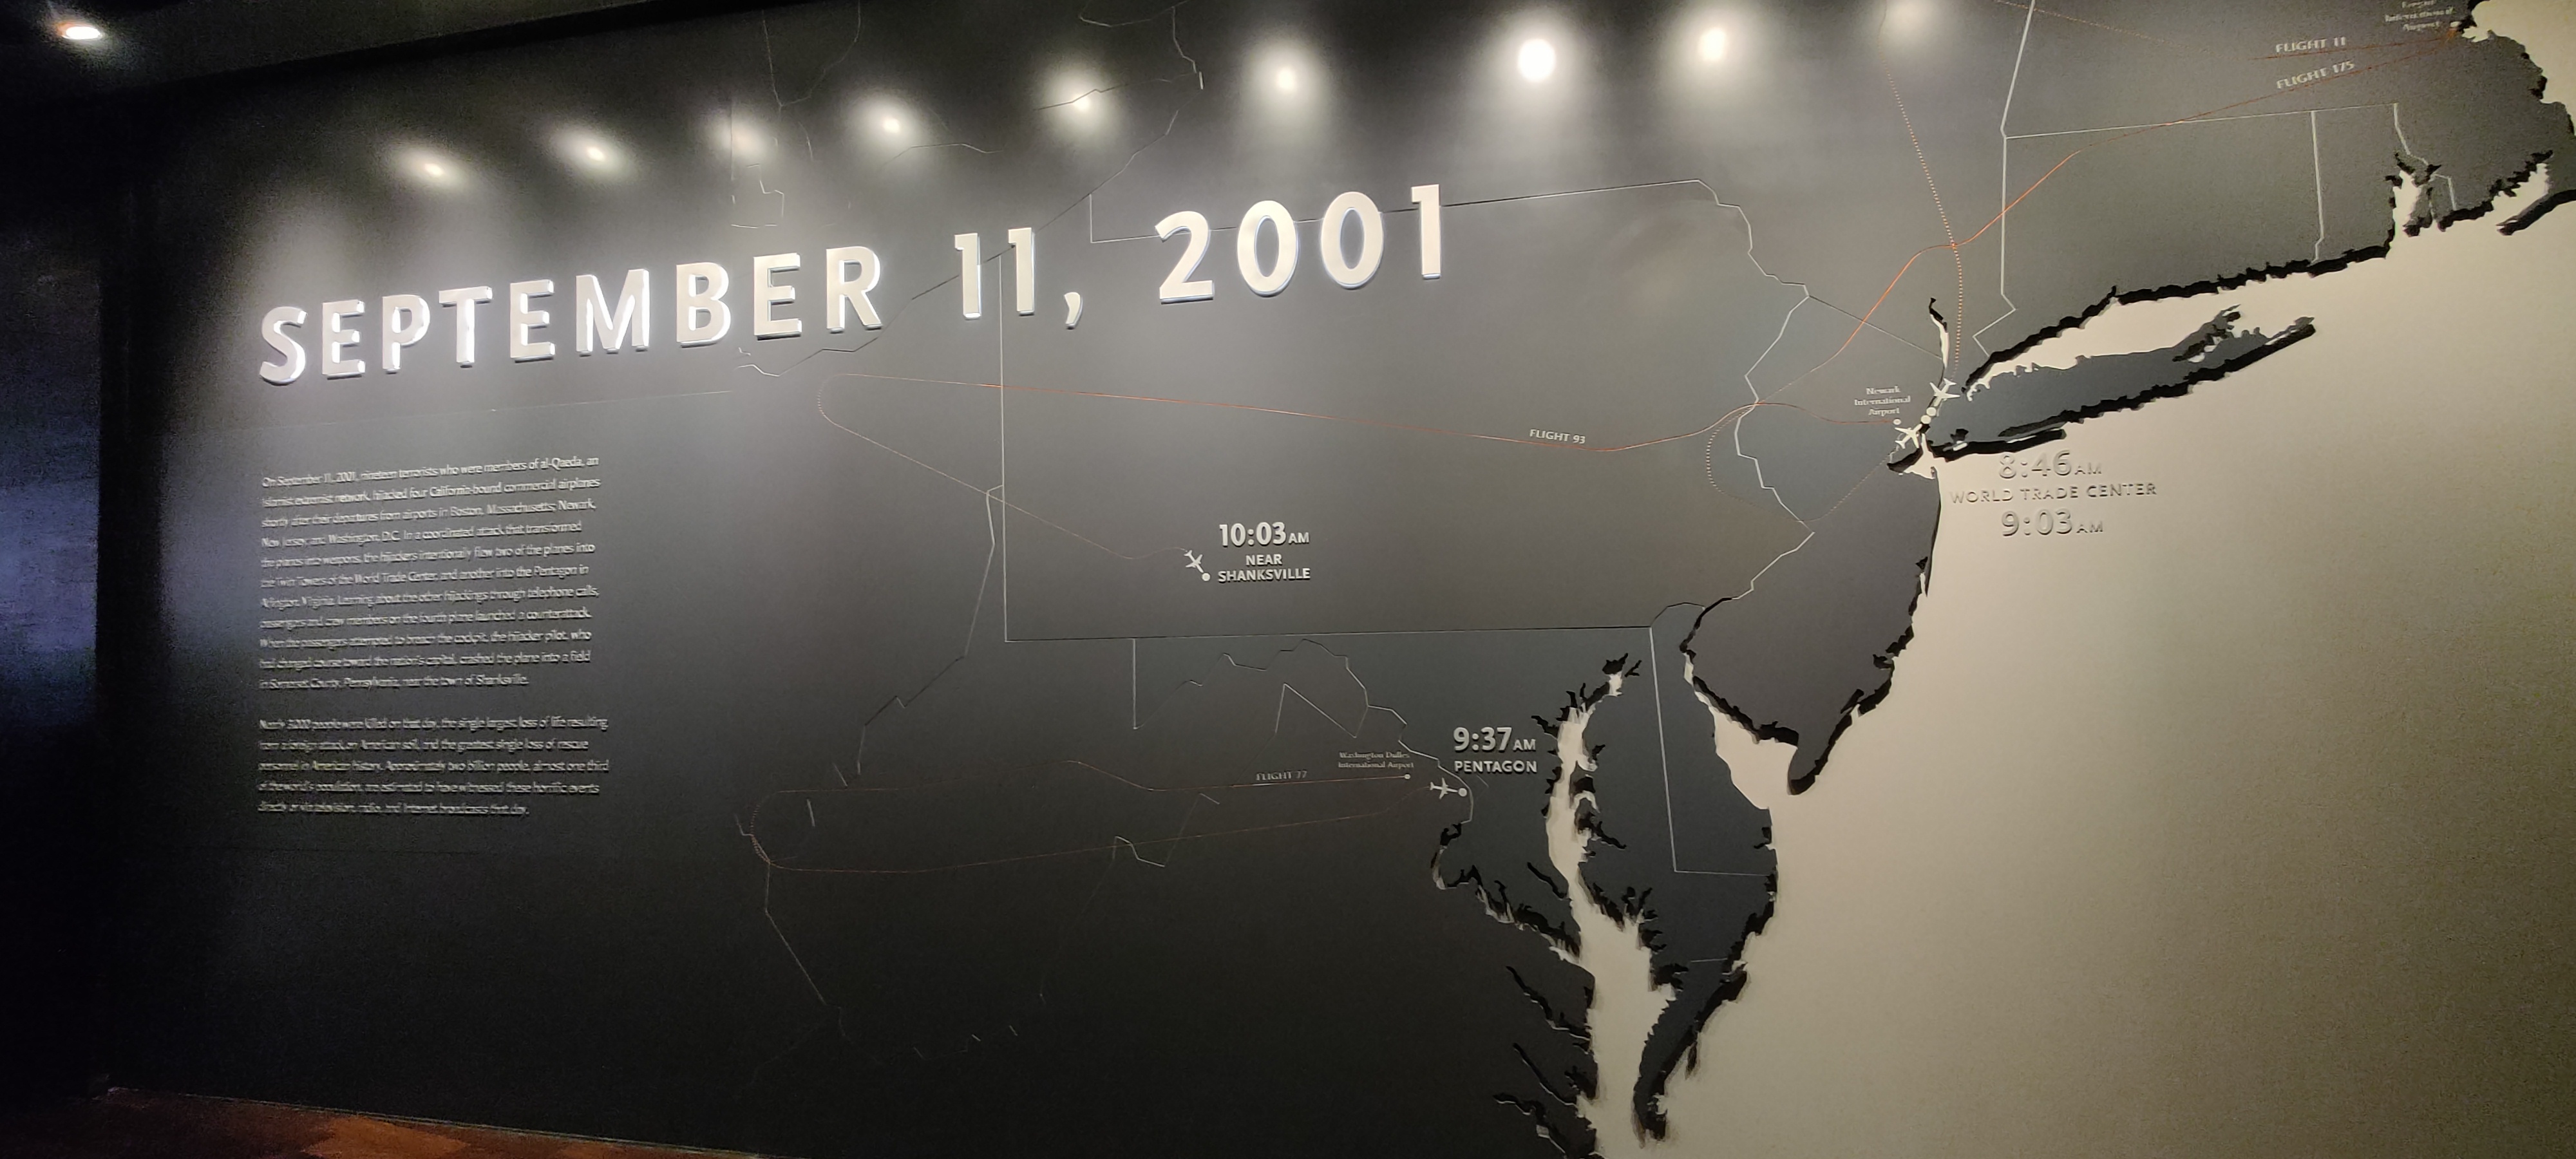 SEPTEMBER 11, 2001
On September 11, 2001, nineteen terrorists who were members of al-Qaeda, an
Islamist extremist network, hijacked four California-bound commercial airplanes
shortly after their departures from airports in Boston, Massachusetts; Newark,
New Jersey; and Washington, D.C. In a coordinated attack that transformed
the planes into weapons, the hijackers intentionally flew two of the planes into
the Twin Towers of the World Trade Center, and another into the Pentagon in
Arlington, Virginia. Learning about the other hijackings through telephone calls,
passengers and crew members on the fourth plane launched a counterattack.
When the passengers attempted to breach the cockpit, the hijacker pilot, who
had changed course toward the nation's capital, crashed the plane into a field
in Somerset County, Pennsylvania, near the town of Shanksville.
Nearly 3,000 people were killed on that day, the single largest loss of life resulting
from a foreign attack on American soil, and the greatest single loss of rescue
personnel in American history. Approximately two billion people, almost one third
of the world's population, are estimated to have witnessed these horrific events
directly or via television, radio, and Internet broadcasts that day.
International
Airport
FLIGHT 11
FLIGHT 175
Newark
International
Airport
FLIGHT 93
8:46AM
WORLD TRADE CENTER
9:03AM
10:03AM
NEAR
SHANKSVILLE
9:37AM
PENTAGON
Washington Dulles
International Airport
FLIGHT 77